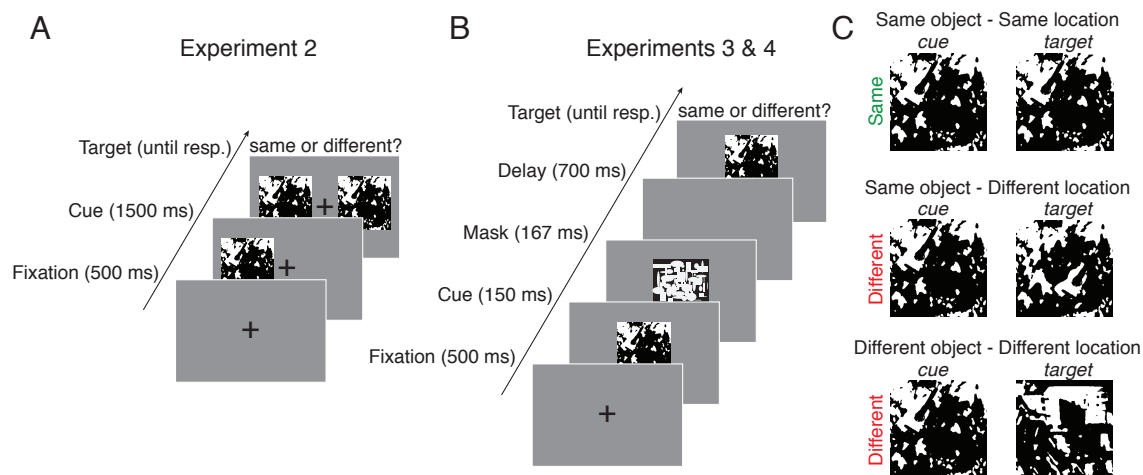 A
Experiment 2
Target (until resp.)
same or different?
Cue (1500 ms)
Fixation (500 ms)
B
Experiments 3 & 4
Target (until resp.)
same or different?
Delay (700 ms)
Mask (167 ms)
Cue (150 ms)
Fixation (500 ms)
C
Same object - Same location
cue target
Same
Same object - Different location
cue target
Different
Different object - Different location
cue target
Different